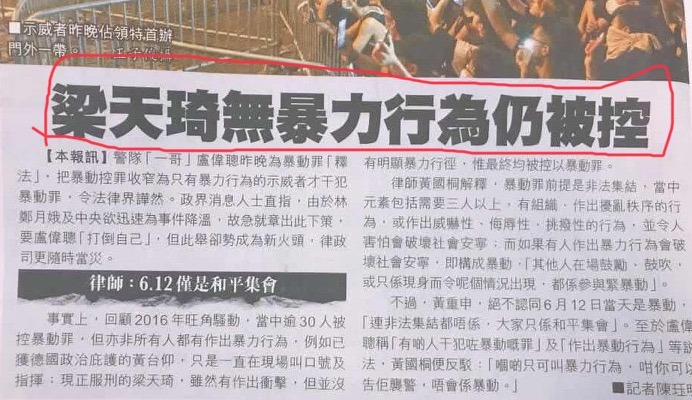 ■示威者昨晚佔領特首辦
門外一帶。
梁天琦無暴力行為仍被控
【本報訊】警隊「一哥」盧偉聰昨晚為暴動罪「釋
法」，把暴動控罪收窄為只有暴力行為的示威者才干犯
暴動罪，令法律界譁然。政界消息人士直指，由於林
鄭月娥及中央欲迅速為事件降溫，故急就章出此下策，
要盧偉聰「打倒自己」，但此舉卻勢成為新火頭，律政
司更隨時當災。
律師：6.12僅是和平集會
事實上，回顧2016年旺角騷動，當中逾30人被
控暴動罪，但亦非所有人都有作出暴力行為，例如已
獲德國政治庇護的黃台仰，只是一直在現場叫口號及
指揮；現正服刑的梁天琦，雖然有作出衝擊，但並沒
有明顯暴力行徑，惟最終均被控以暴動罪。
律師黃國桐解釋，暴動罪前提是非法集結，當中
元素包括需要三人以上，有組織、作出擾亂秩序的行
為，或作出威嚇性、侮辱性、挑撥性的行為，並令人
害怕會破壞社會安寧；而如果有人作出暴力行為會破
壞社會安寧，即構成暴動，「其他人在場鼓勵、鼓吹，
或只係現身而令呢個情況出現，都係參與緊暴動。」
不過，黃重申，絕不認同6月12日當天是暴動，
「連非法集結都唔係，大家只係和平集會」。至於盧偉
聰稱「有啲人干犯咗暴動嘅罪」及「作出暴動行為」等說
法，黃國桐便反駁：「嗰啲只可叫暴力行為，咁你可以
告佢襲警，唔會係暴動。」
■記者陳珏明